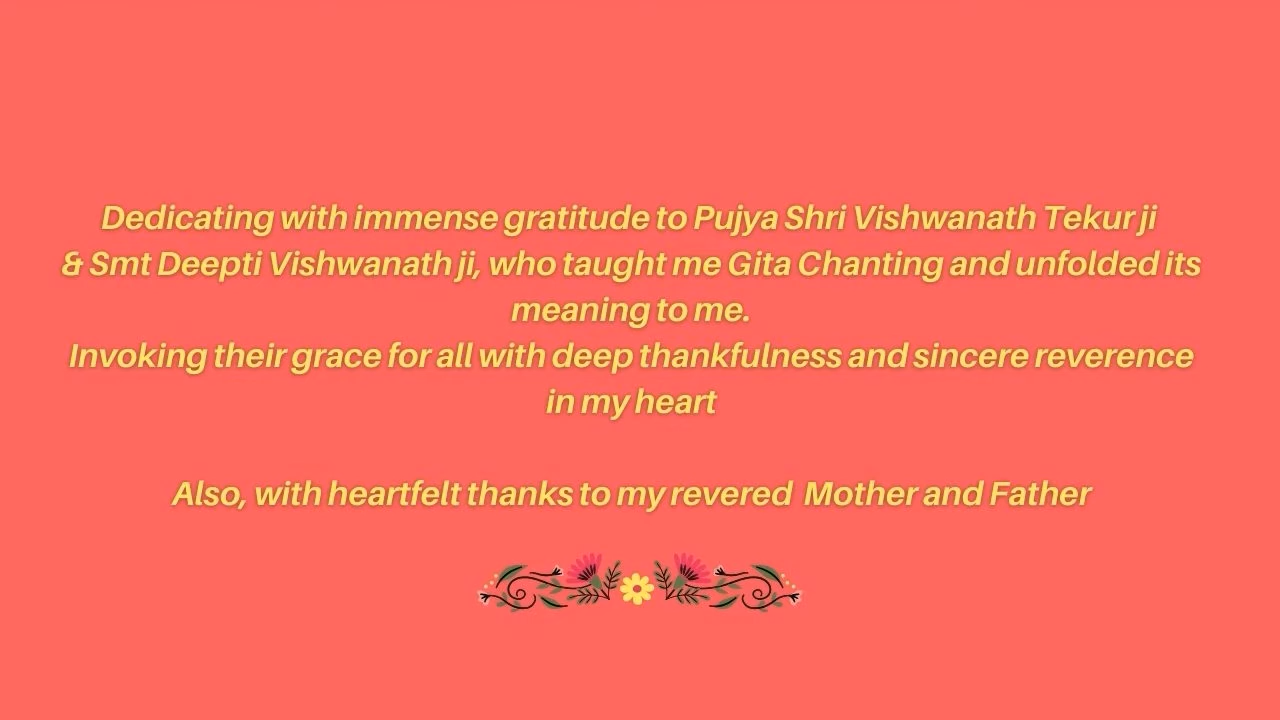 Dedicating with immense gratitude to Pujya Shri Vishwanath Tekur ji
& Smt Deepti Vishwanath ji, who taught me Gita Chanting and unfolded its
meaning to me.
Invoking their grace for all with deep thankfulness and sincere reverence
in my heart
Also, with heartfelt thanks to my revered Mother and Father